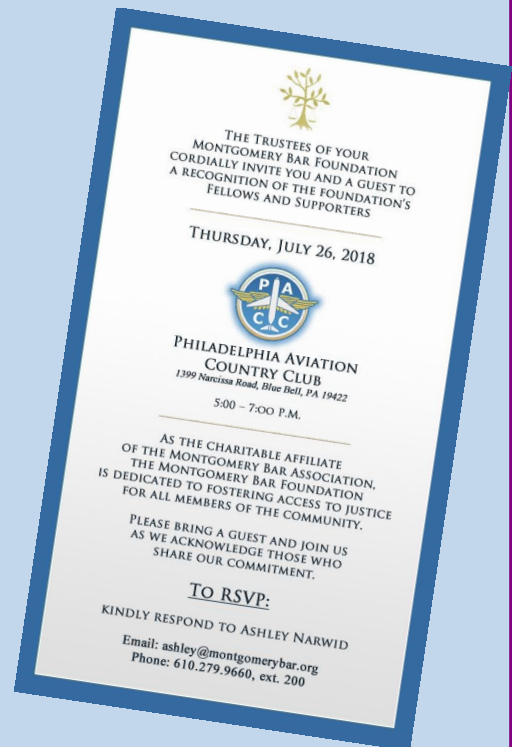 THE TRUSTEES OF YOUR
MONTGOMERY BAR FOUNDATION
CORDIALLY INVITE YOU AND A GUEST TO
A RECOGNITION OF THE FOUNDATION'S
FELLOWS AND SUPPORTERS
THURSDAY, JULY 26, 2018
P A
C C
PHILADELPHIA AVIATION
COUNTRY CLUB
1399 Narcissa Road, Blue Bell, PA 19422
5:00 – 7:00 P.M.
AS THE CHARITABLE AFFILIATE
OF THE MONTGOMERY BAR ASSOCIATION,
THE MONTGOMERY BAR FOUNDATION
IS DEDICATED TO FOSTERING ACCESS TO JUSTICE
FOR ALL MEMBERS OF THE COMMUNITY.
PLEASE BRING A GUEST AND JOIN US
AS WE ACKNOWLEDGE THOSE WHO
SHARE OUR COMMITMENT.
TO RSVP:
KINDLY RESPOND TO ASHLEY NARWID
Email: ashley@montgomerybar.org
Phone: 610.279.9660, ext. 200